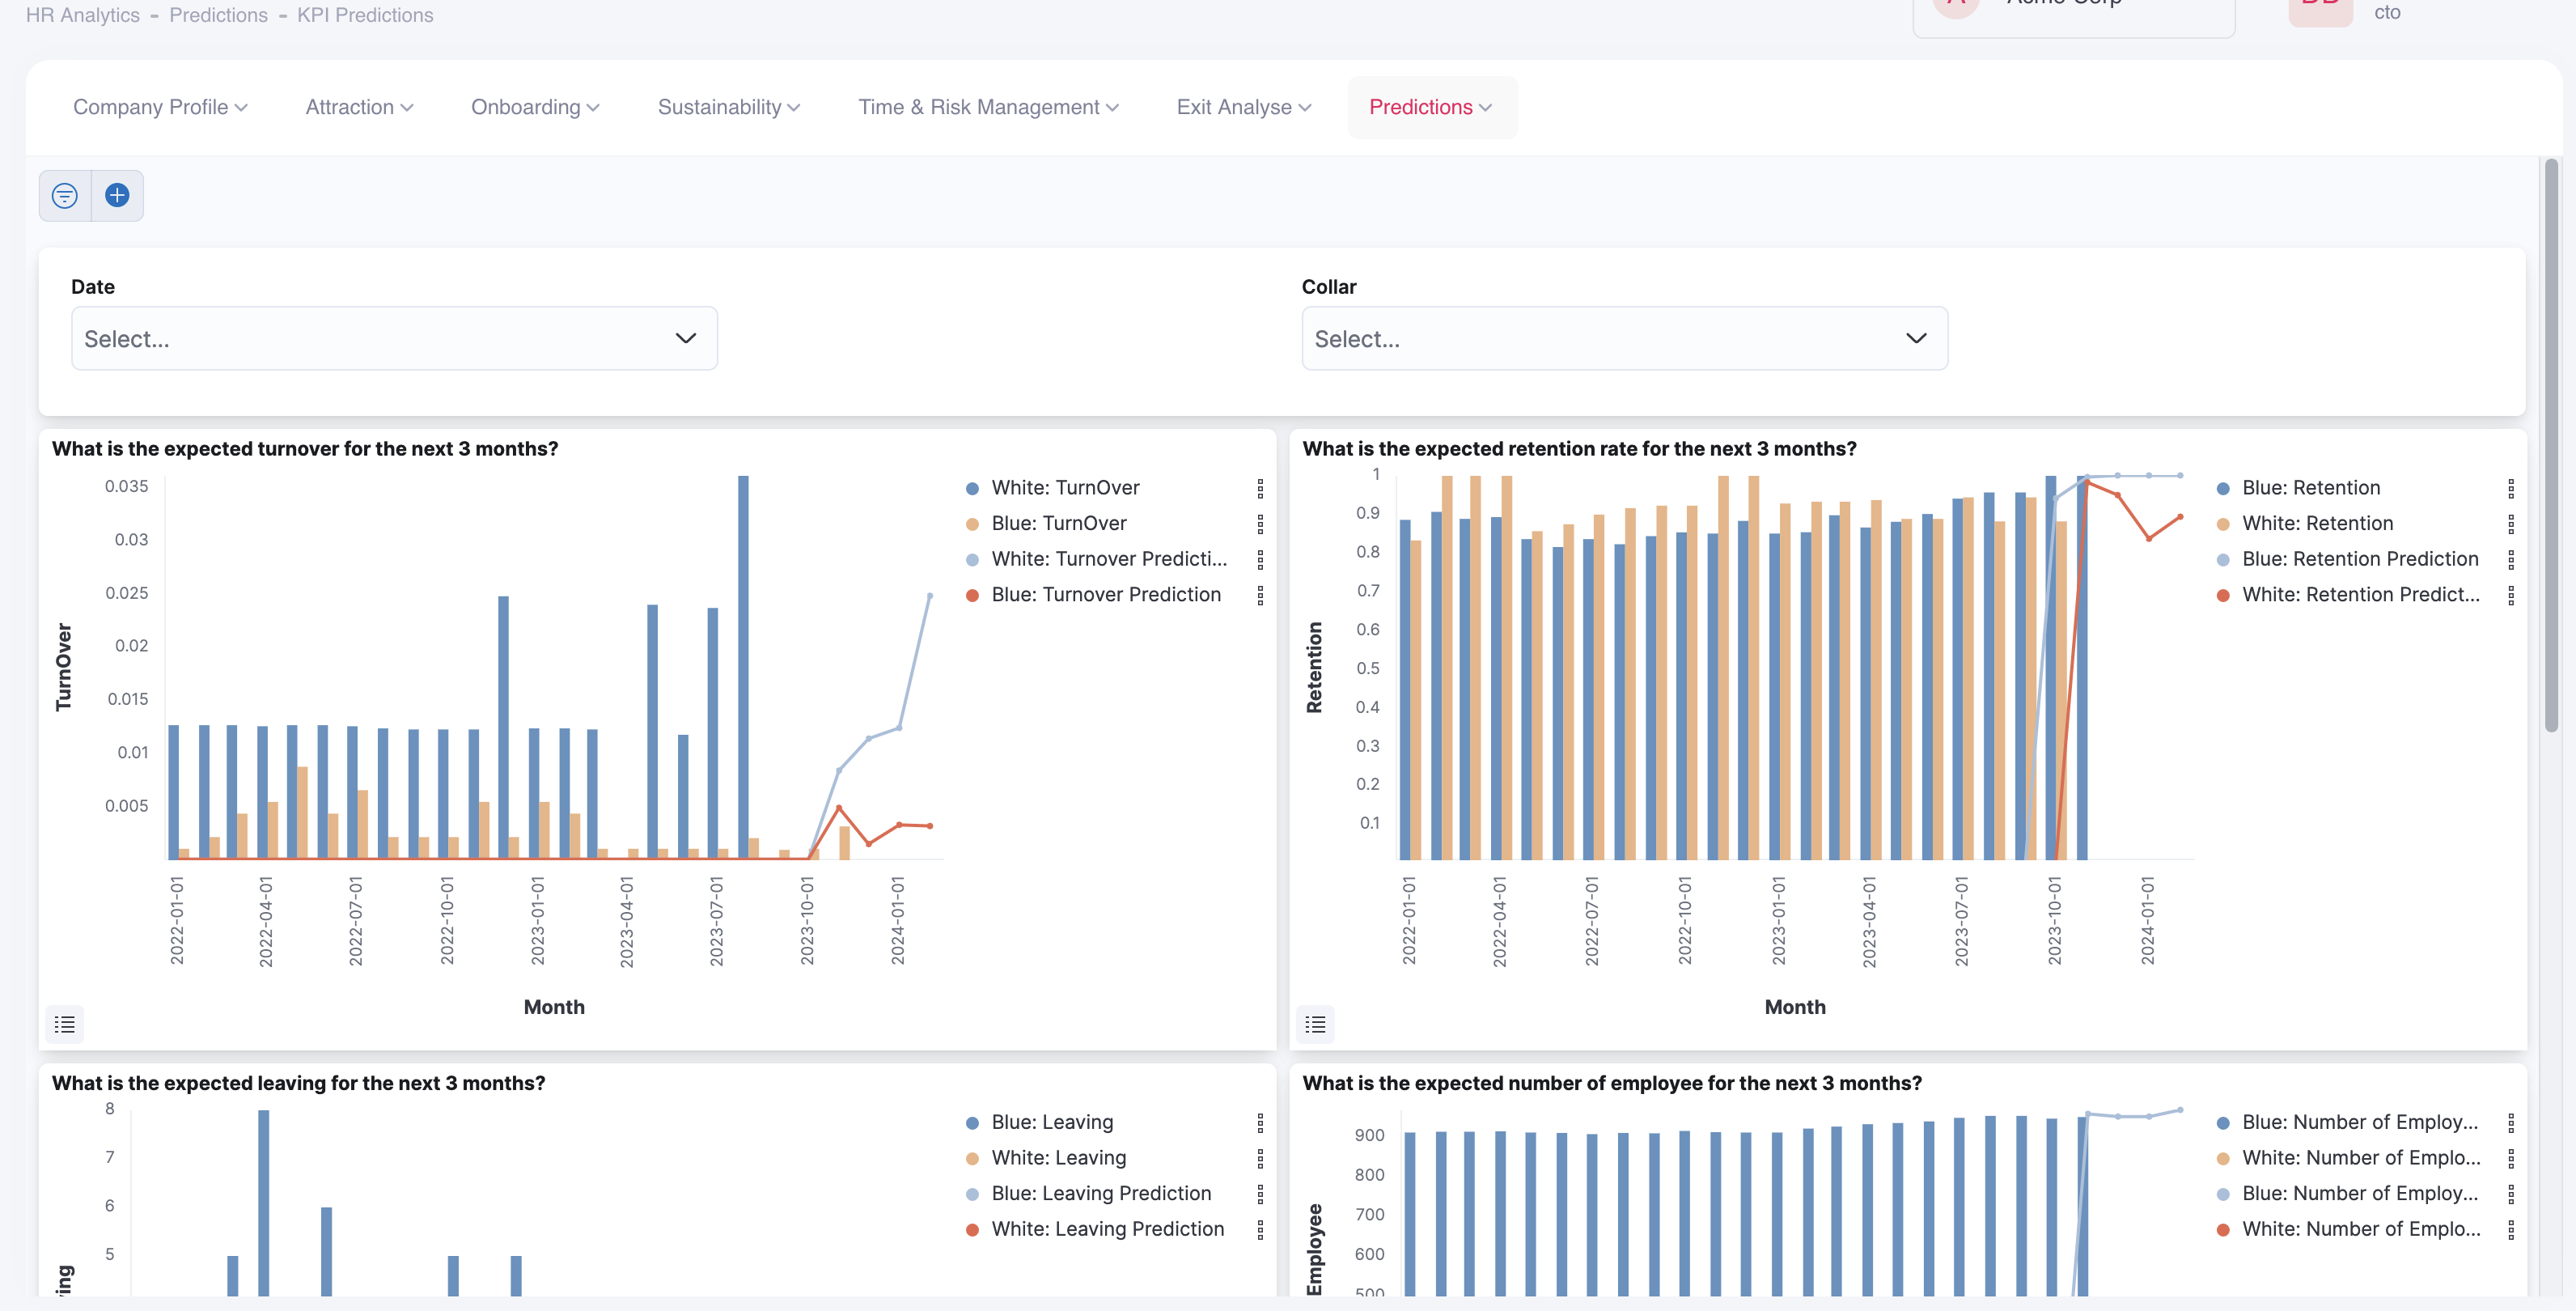 HR Analytics - Predictions - KPI Predictions
Acme Corp
cto
Company Profile
Attraction
Onboarding
Sustainability
Time & Risk Management
Exit Analyse
Predictions
Date
Select...
Collar
Select...
What is the expected turnover for the next 3 months?
TurnOver
0.035
0.03
0.025
0.02
0.015
0.01
0.005
2022-01-01
2022-04-01
2022-07-01
2022-10-01
2023-01-01
2023-04-01
2023-07-01
2023-10-01
2024-01-01
Month
White: TurnOver
Blue: TurnOver
White: Turnover Predicti...
Blue: Turnover Prediction
What is the expected retention rate for the next 3 months?
Retention
1
0.9
0.8
0.7
0.6
0.5
0.4
0.3
0.2
0.1
2022-01-01
2022-04-01
2022-07-01
2022-10-01
2023-01-01
2023-04-01
2023-07-01
2023-10-01
2024-01-01
Month
Blue: Retention
White: Retention
Blue: Retention Prediction
White: Retention Predict...
What is the expected leaving for the next 3 months?
8
7
6
5
Blue: Leaving
White: Leaving
Blue: Leaving Prediction
White: Leaving Prediction
What is the expected number of employee for the next 3 months?
Employee
900
800
700
600
500
Blue: Number of Employ...
White: Number of Emplo...
Blue: Number of Employ...
White: Number of Emplo...